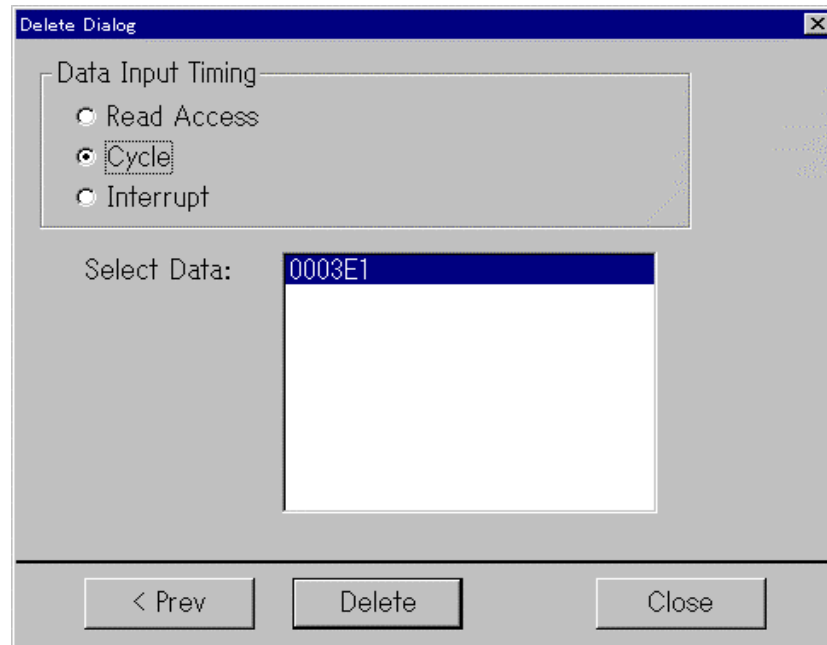 Delete Dialog
Data Input Timing
Read Access
Cycle
Interrupt
Select Data:
0003E1
< Prev
Delete
Close